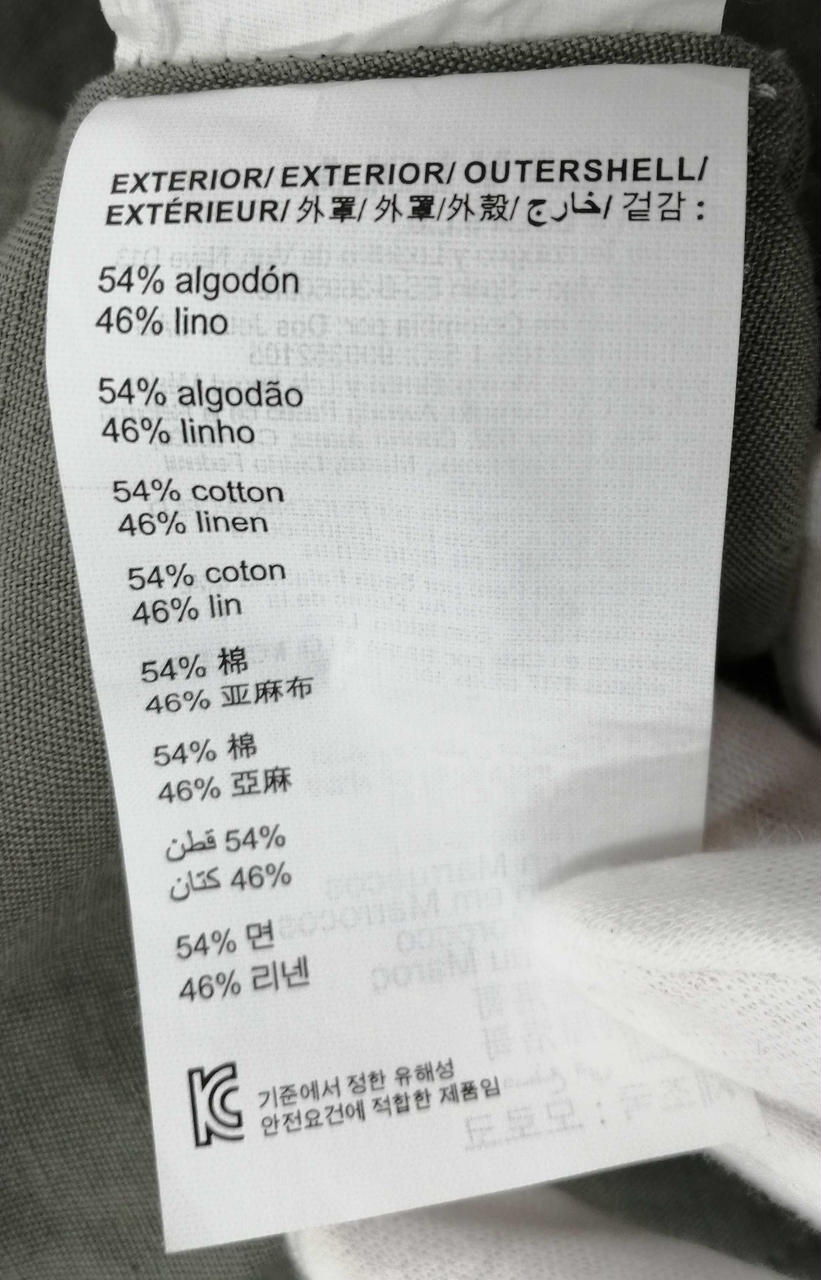 EXTERIOR/ EXTERIOR/ OUTERSHELL/
EXTÉRIEUR/ 外罩/ 外罩/外殼/ خارج/ 겉감 :
54% algodón
46% lino
54% algodão
46% linho
54% cotton
46% linen
54% coton
46% lin
54% 棉
46% 亚麻布
54% 棉
46% 亞麻
54% قطن
46% كتان
54% 면
46% 리넨
KC 기준에서 정한 유해성
안전요건에 적합한 제품임